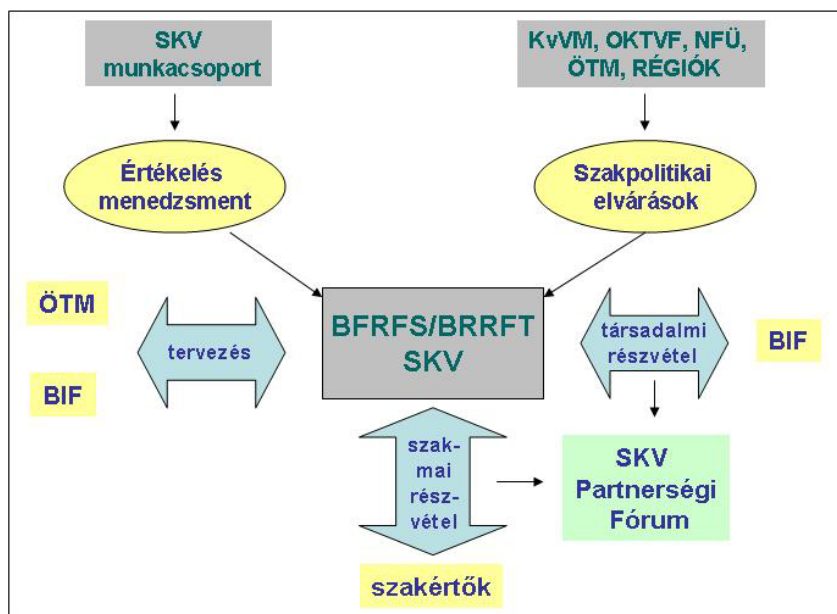 SKV
munkacsoport
KvVM, OKTVF, NFÜ,
ÖTM, RÉGIÓK
Értékelés
menedzsment
Szakpolitikai
elvárások
ÖTM
BIF
tervezés
BFRFS/BRRFT
SKV
társadalmi
részvétel
BIF
szak-
mai
rész-
vétel
SKV
Partnerségi
Fórum
szakértők